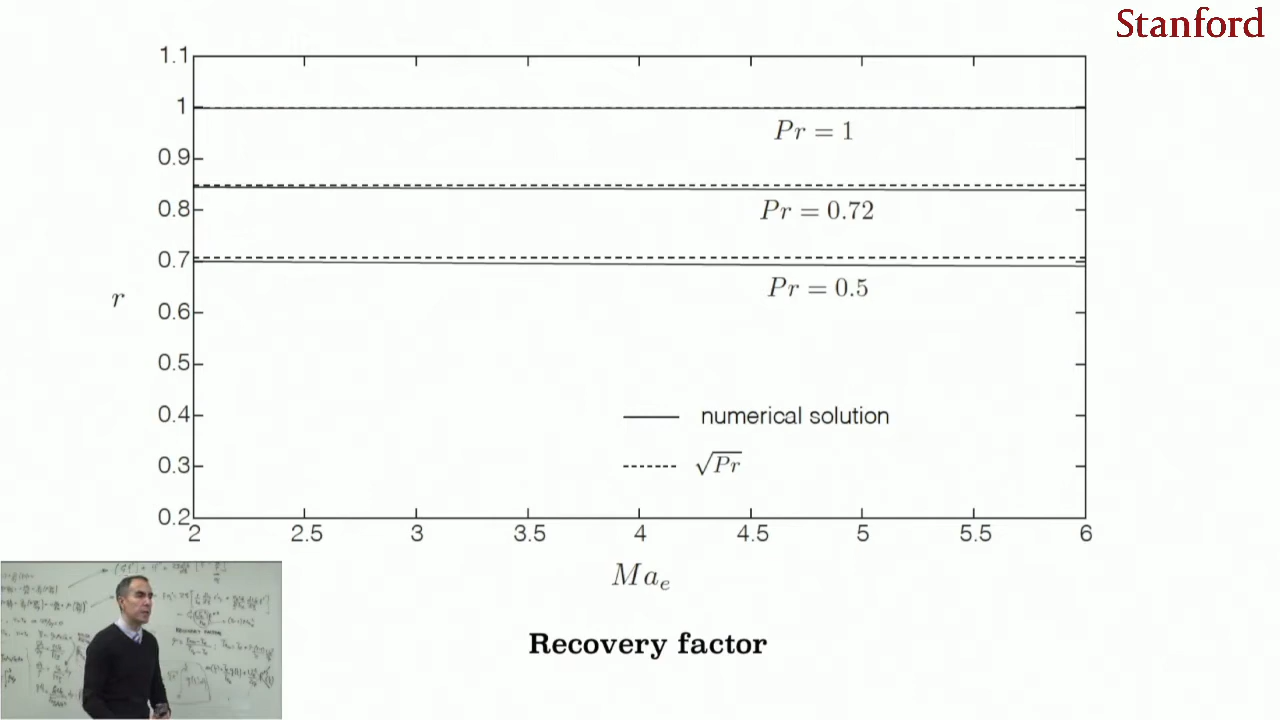 Stanford
1.1
1
Pr = 1
0.9
0.8
Pr = 0.72
0.7
Pr = 0.5
r
0.6
0.5
0.4
numerical solution
0.3
√Pr
0.2
2 2.5 3 3.5 4 4.5 5 5.5 6
Ma_e
Recovery factor
RECOVERY FACTOR